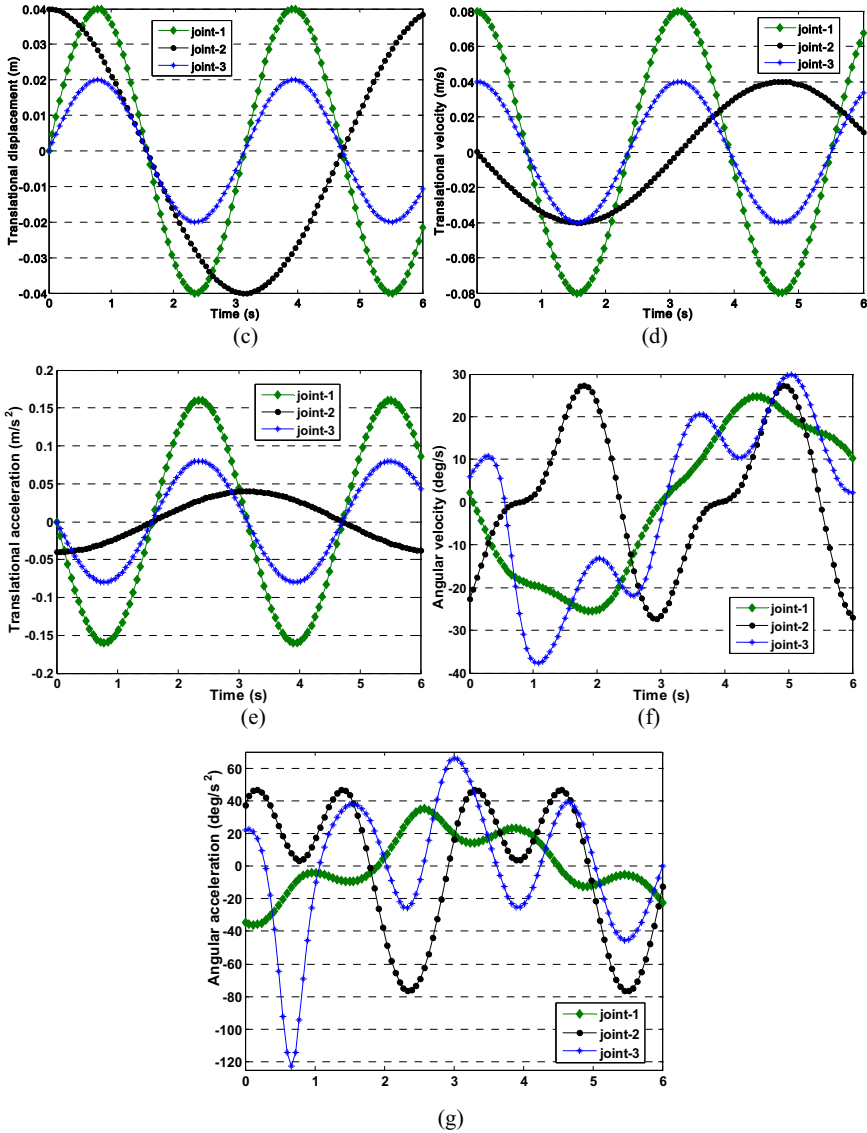 0.04
0.03
0.02
0.01
0
-0.01
-0.02
-0.03
-0.04
Translational displacement (m)
joint-1
joint-2
joint-3
0 1 2 3 4 5 6
Time (s)
(c)
0.08
0.06
0.04
0.02
0
-0.02
-0.04
-0.06
-0.08
Translational velocity (m/s)
joint-1
joint-2
joint-3
0 1 2 3 4 5 6
Time (s)
(d)
0.2
0.15
0.1
0.05
0
-0.05
-0.1
-0.15
-0.2
Translational acceleration (m/s²)
joint-1
joint-2
joint-3
0 1 2 3 4 5 6
Time (s)
(e)
30
20
10
0
-10
-20
-30
-40
Angular velocity (deg/s)
joint-1
joint-2
joint-3
0 1 2 3 4 5 6
Time (s)
(f)
60
40
20
0
-20
-40
-60
-80
-100
-120
Angular acceleration (deg/s²)
joint-1
joint-2
joint-3
0 1 2 3 4 5 6
(g)